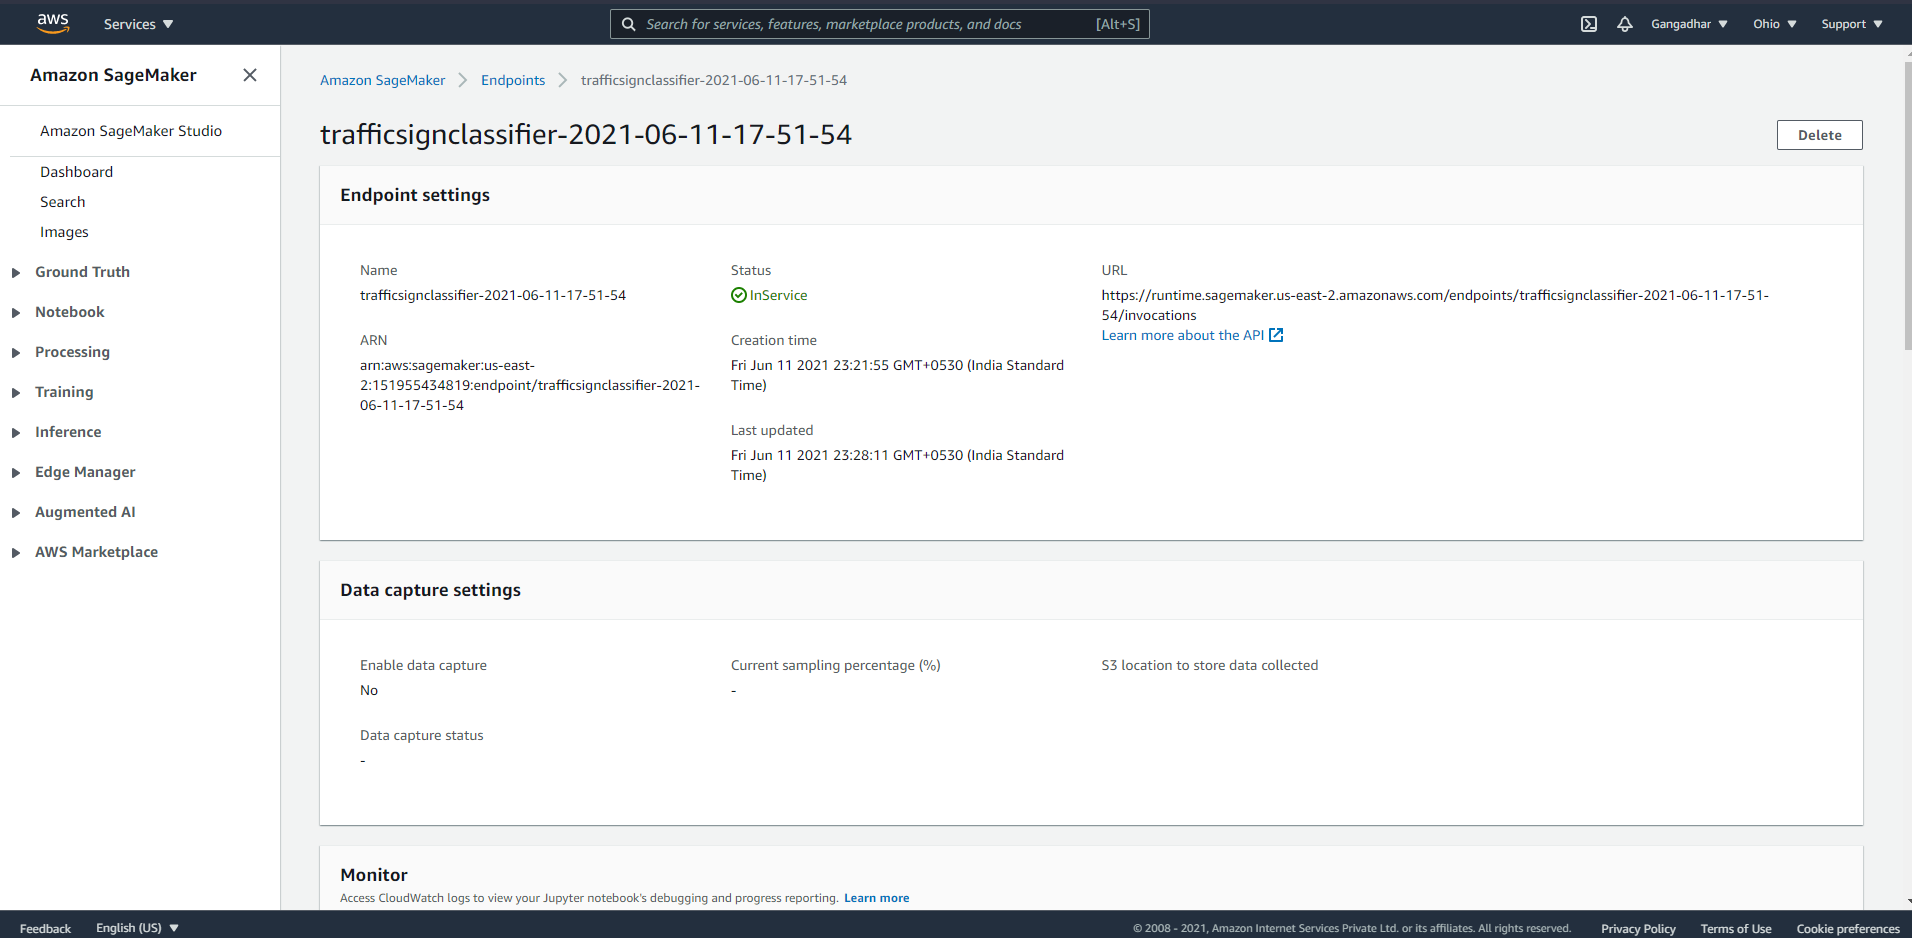 aws
Services
Search for services, features, marketplace products, and docs [Alt+S]
Gangadhar
Ohio
Support
Amazon SageMaker
Amazon SageMaker Studio
Dashboard
Search
Images
Ground Truth
Notebook
Processing
Training
Inference
Edge Manager
Augmented AI
AWS Marketplace
Amazon SageMaker
Endpoints
trafficsignclassifier-2021-06-11-17-51-54
trafficsignclassifier-2021-06-11-17-51-54
Delete
Endpoint settings
Name
trafficsignclassifier-2021-06-11-17-51-54
ARN
arn:aws:sagemaker:us-east-
2:151955434819:endpoint/trafficsignclassifier-2021-
06-11-17-51-54
Status
InService
Creation time
Fri Jun 11 2021 23:21:55 GMT+0530 (India Standard
Time)
Last updated
Fri Jun 11 2021 23:28:11 GMT+0530 (India Standard
Time)
URL
https://runtime.sagemaker.us-east-2.amazonaws.com/endpoints/trafficsignclassifier-2021-06-11-17-51-
54/invocations
Learn more about the API
Data capture settings
Enable data capture
No
Data capture status
-
Current sampling percentage (%)
-
S3 location to store data collected
Monitor
Access CloudWatch logs to view your Jupyter notebook's debugging and progress reporting. Learn more
Feedback
English (US)
© 2008 - 2021, Amazon Internet Services Private Ltd. or its affiliates. All rights reserved.
Privacy Policy
Terms of Use
Cookie preferences